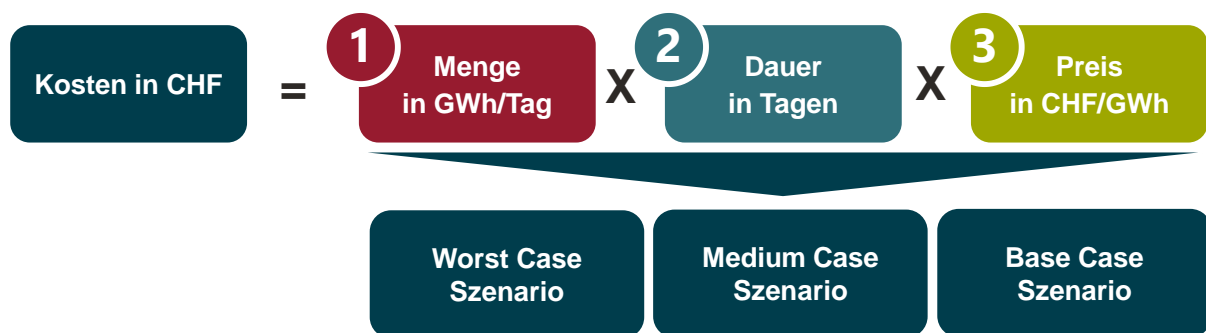 Kosten in CHF
=
1
Menge
in GWh/Tag
X
2
Dauer
in Tagen
X
3
Preis
in CHF/GWh
Worst Case
Szenario
Medium Case
Szenario
Base Case
Szenario